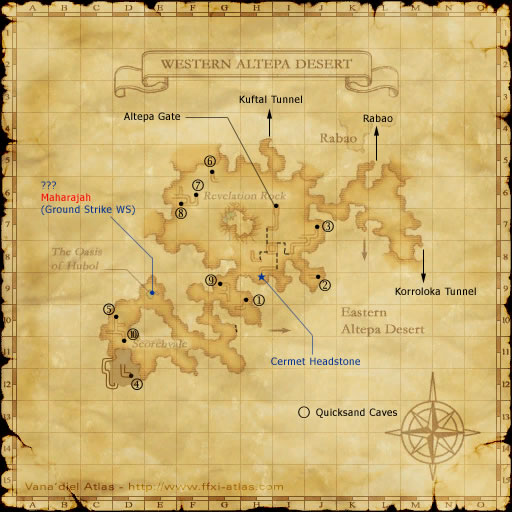 A B C D E F G H I J K L M N O
WESTERN ALTEPA DESERT
Kuftal Tunnel
Altepa Gate
Rabao
Rabao
???
Maharajah
(Ground Strike WS)
Revelation Rock
⑥
⑦
⑧
③
The Oasis
of Hubol
⑨
②
Korroloka Tunnel
①
⑤
Eastern
Altepa Desert
⑩
Scorchvale
Cermet Headstone
④
Quicksand Caves
Vana'diel Atlas - http://www.ffxi-atlas.com
1
2
3
4
5
6
7
8
9
10
11
12
13
14
15
A B C D E F G H I J K L M N O